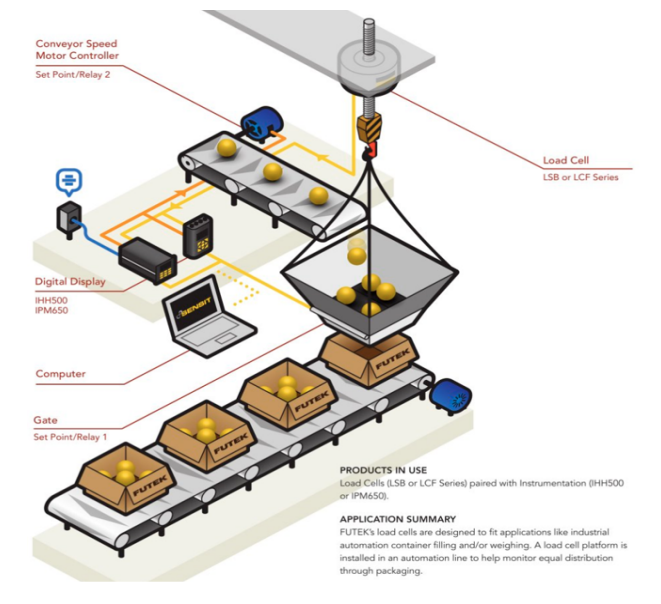 Conveyor Speed
Motor Controller
Set Point/Relay 2
Load Cell
LSB or LCF Series
Digital Display
IHH500
IPM650
SENSIT
Computer
Gate
Set Point/Relay 1
FUTEK
FUTEK
FUTEK
FUTEK
PRODUCTS IN USE
Load Cells (LSB or LCF Series) paired with Instrumentation (IHH500
or IPM650).
APPLICATION SUMMARY
FUTEK's load cells are designed to fit applications like industrial
automation container filling and/or weighing. A load cell platform is
installed in an automation line to help monitor equal distribution
through packaging.